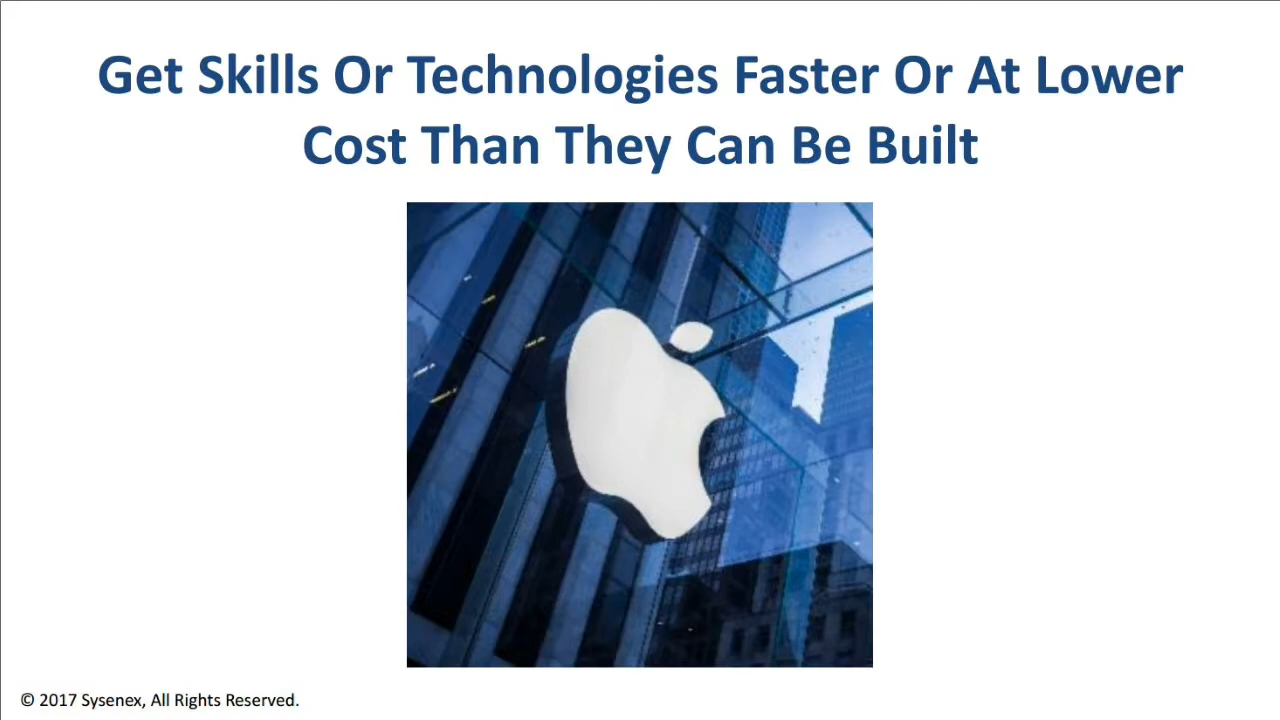 Get Skills Or Technologies Faster Or At Lower
Cost Than They Can Be Built
© 2017 Sysenex, All Rights Reserved.